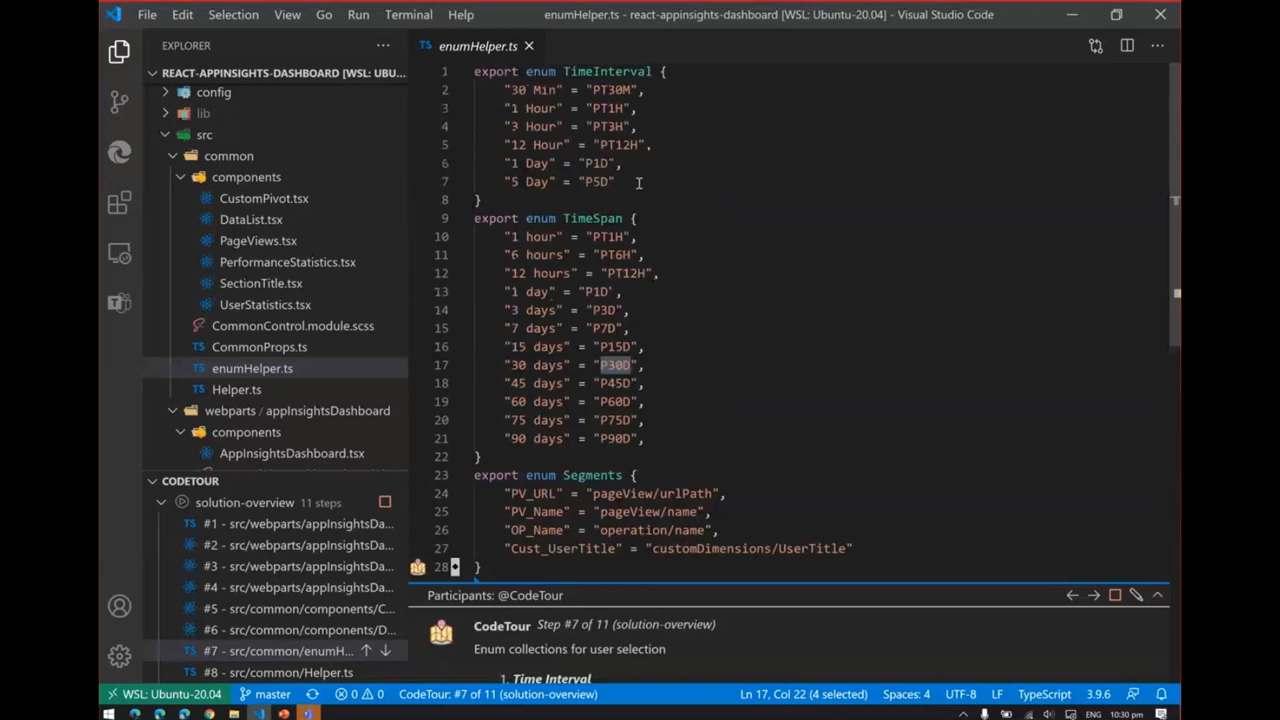 File Edit Selection View Go Run Terminal Help
enumHelper.ts - react-appinsights-dashboard [WSL: Ubuntu-20.04] - Visual Studio Code
EXPLORER
REACT-APPINSIGHTS-DASHBOARD [WSL: UBU...
config
lib
src
common
components
CustomPivot.tsx
DataList.tsx
PageViews.tsx
PerformanceStatistics.tsx
SectionTitle.tsx
UserStatistics.tsx
CommonControl.module.scss
CommonProps.ts
TS enumHelper.ts
TS Helper.ts
webparts / appInsightsDashboard
components
AppInsightsDashboard.tsx
CODETOUR
solution-overview 11 steps
#1 - src/webparts/appInsightsDa...
#2 - src/webparts/appInsightsDa...
#3 - src/webparts/appInsightsDa...
#4 - src/webparts/appInsightsDa...
#5 - src/common/components/C...
#6 - src/common/components/D...
#7 - src/common/enumH...
#8 - src/common/Helper.ts
TS enumHelper.ts
1 export enum TimeInterval {
2 "30 Min" = "PT30M",
3 "1 Hour" = "PT1H",
4 "3 Hour" = "PT3H",
5 "12 Hour" = "PT12H",
6 "1 Day" = "P1D",
7 "5 Day" = "P5D"
8 }
9 export enum TimeSpan {
10 "1 hour" = "PT1H",
11 "6 hours" = "PT6H",
12 "12 hours" = "PT12H",
13 "1 day" = "P1D",
14 "3 days" = "P3D",
15 "7 days" = "P7D",
16 "15 days" = "P15D",
17 "30 days" = "P30D",
18 "45 days" = "P45D",
19 "60 days" = "P60D",
20 "75 days" = "P75D",
21 "90 days" = "P90D",
22 }
23 export enum Segments {
24 "PV_URL" = "pageView/urlPath",
25 "PV_Name" = "pageView/name",
26 "OP_Name" = "operation/name",
27 "Cust_UserTitle" = "customDimensions/UserTitle"
28 }
Participants: @CodeTour
CodeTour Step #7 of 11 (solution-overview)
Enum collections for user selection
1. Time Interval
WSL: Ubuntu-20.04 master 0 0 CodeTour: #7 of 11 (solution-overview) Ln 17, Col 22 (4 selected) Spaces: 4 UTF-8 LF TypeScript 3.9.6
ENG 10:30 pm